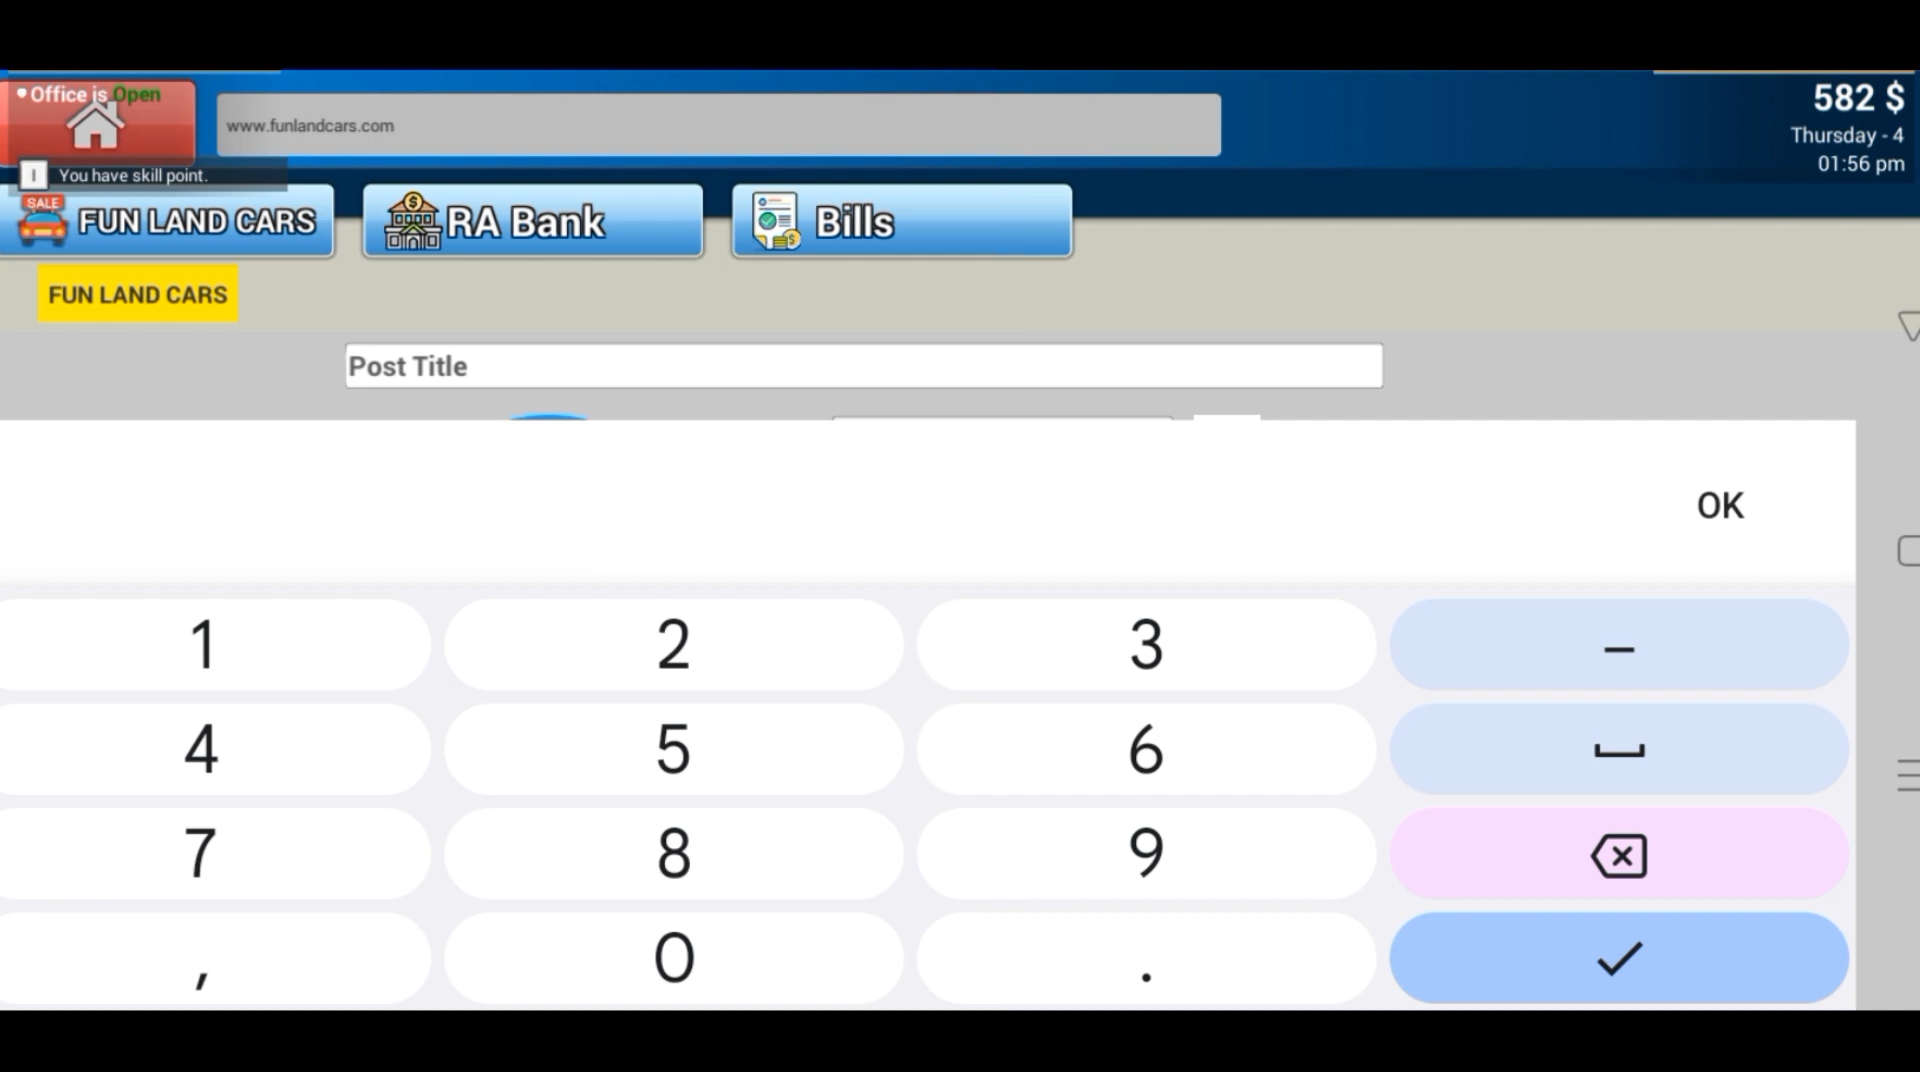 Office is Open
582 $
www.funlandcars.com
Thursday - 4
01:56 pm
I You have skill point.
SALE
FUN LAND CARS
RA Bank
Bills
FUN LAND CARS
Post Title
OK
1 2 3 –
4 5 6
7 8 9
, 0 .